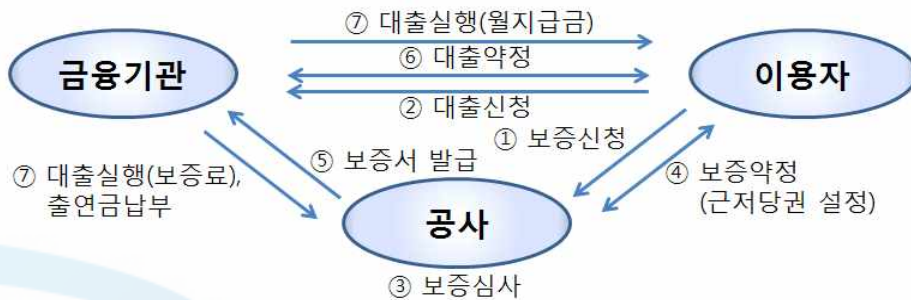 ⑦ 대출실행(월지급금)
금융기관
⑥ 대출약정
이용자
② 대출신청
① 보증신청
⑦ 대출실행(보증료),
출연금납부
⑤ 보증서 발급
④ 보증약정
(근저당권 설정)
공사
③ 보증심사